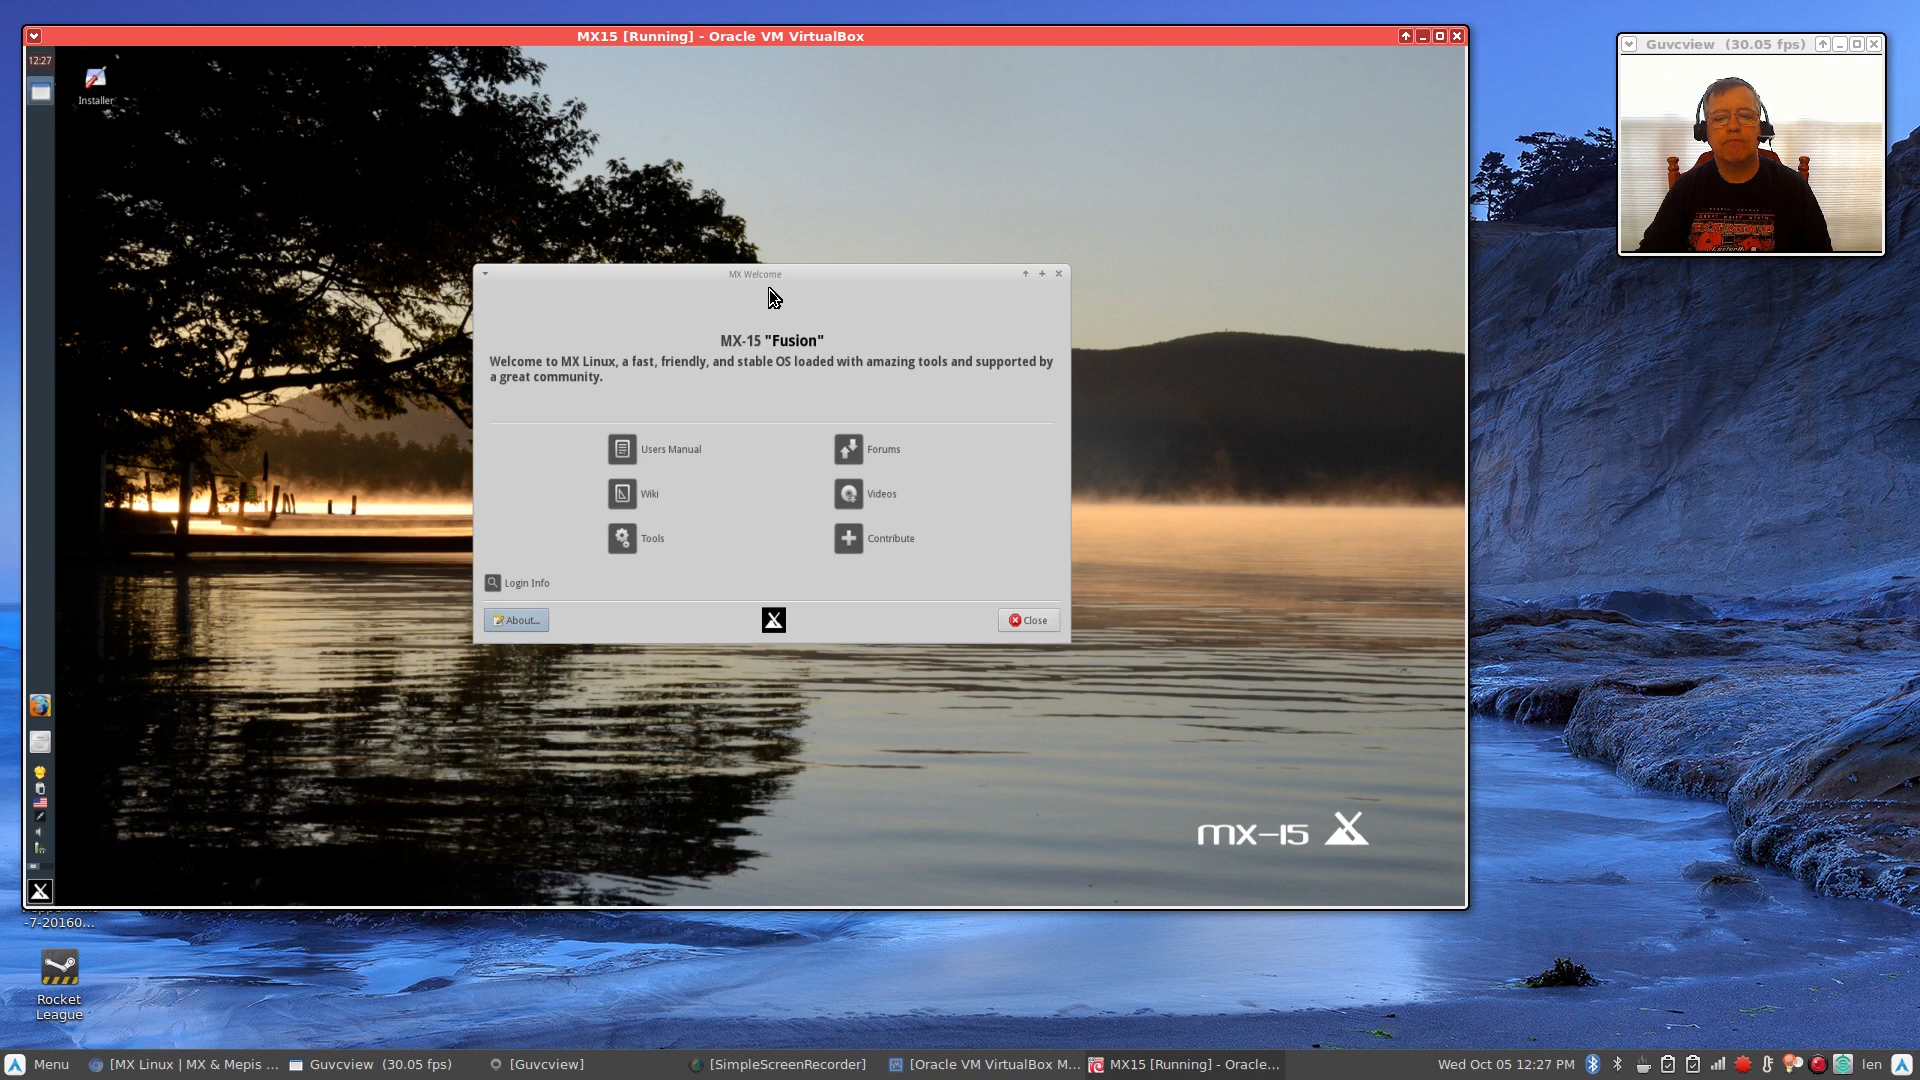 MX15 [Running] - Oracle VM VirtualBox
Guvcview (30.05 fps)
12:27
Installer
MX Welcome
MX-15 "Fusion"
Welcome to MX Linux, a fast, friendly, and stable OS loaded with amazing tools and supported by
a great community.
Users Manual
Forums
Wiki
Videos
Tools
Contribute
Login Info
About...
Close
mx-15
-7-20160...
Rocket
League
Menu
[MX Linux | MX & Mepis ...
Guvcview (30.05 fps)
[Guvcview]
[SimpleScreenRecorder]
[Oracle VM VirtualBox M...
MX15 [Running] - Oracle...
Wed Oct 05 12:27 PM
len